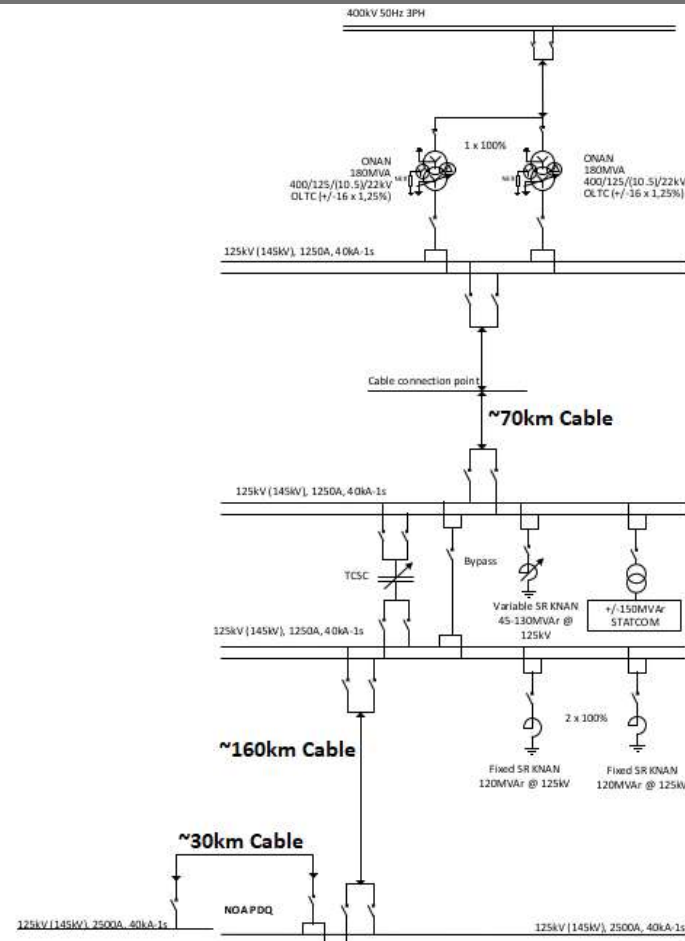 400kV 50Hz 3PH
1 x 100%
ONAN
180MVA
400/125/(10.5)/22kV
OLTC (+/-16 x 1,25%)
ONAN
180MVA
400/125/(10.5)/22kV
OLTC (+/-16 x 1,25%)
125kV (145kV), 1250A, 40kA-1s
Cable connection point
~70km Cable
125kV (145kV), 1250A, 40kA-1s
TCSC
Bypass
Variable SR KNAN
45-130MVAr @
125kV
+/-150MVAr
STATCOM
125kV (145kV), 1250A, 40kA-1s
~160km Cable
2 x 100%
Fixed SR KNAN
120MVAr @ 125kV
Fixed SR KNAN
120MVAr @ 125kV
~30km Cable
125kV (145kV), 2500A, 40kA-1s
NOA PDQ
125kV (145kV), 2500A, 40kA-1s